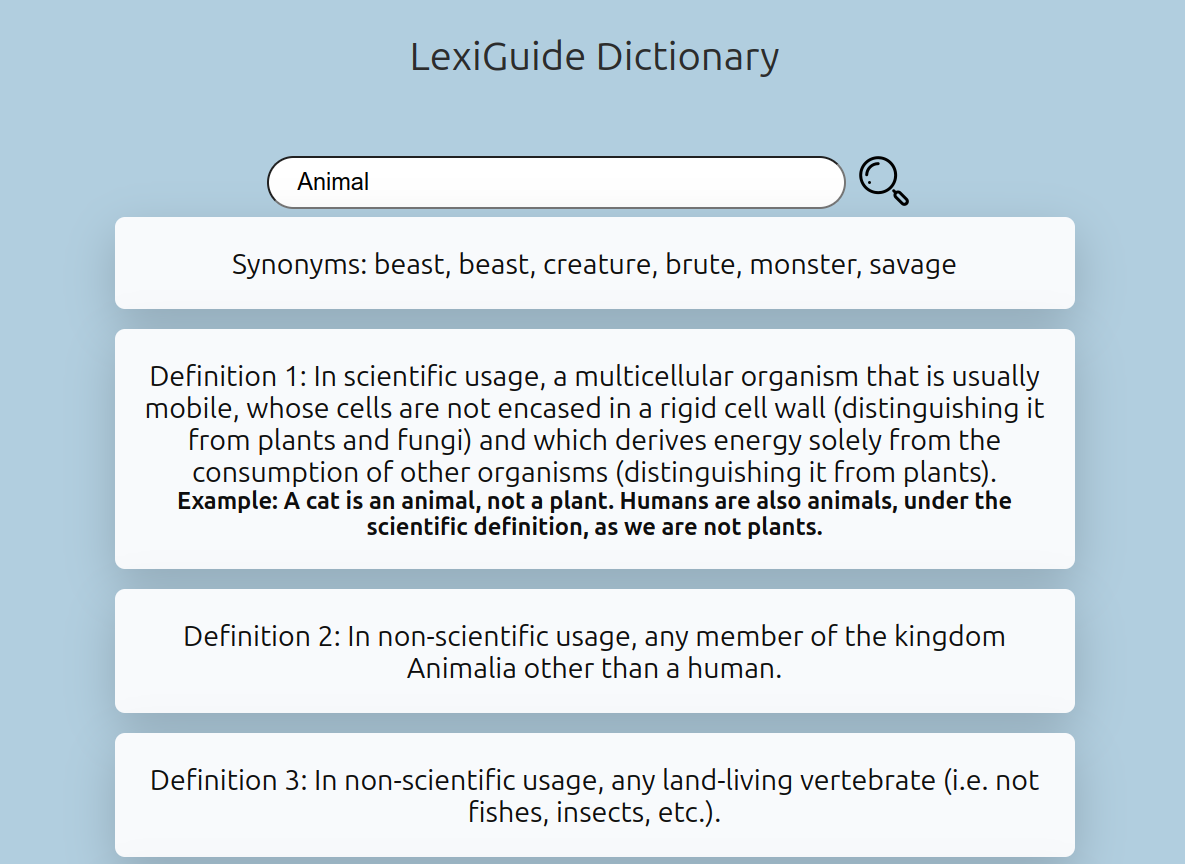 LexiGuide Dictionary
Animal
Synonyms: beast, beast, creature, brute, monster, savage
Definition 1: In scientific usage, a multicellular organism that is usually
mobile, whose cells are not encased in a rigid cell wall (distinguishing it
from plants and fungi) and which derives energy solely from the
consumption of other organisms (distinguishing it from plants).
Example: A cat is an animal, not a plant. Humans are also animals, under the
scientific definition, as we are not plants.
Definition 2: In non-scientific usage, any member of the kingdom
Animalia other than a human.
Definition 3: In non-scientific usage, any land-living vertebrate (i.e. not
fishes, insects, etc.).